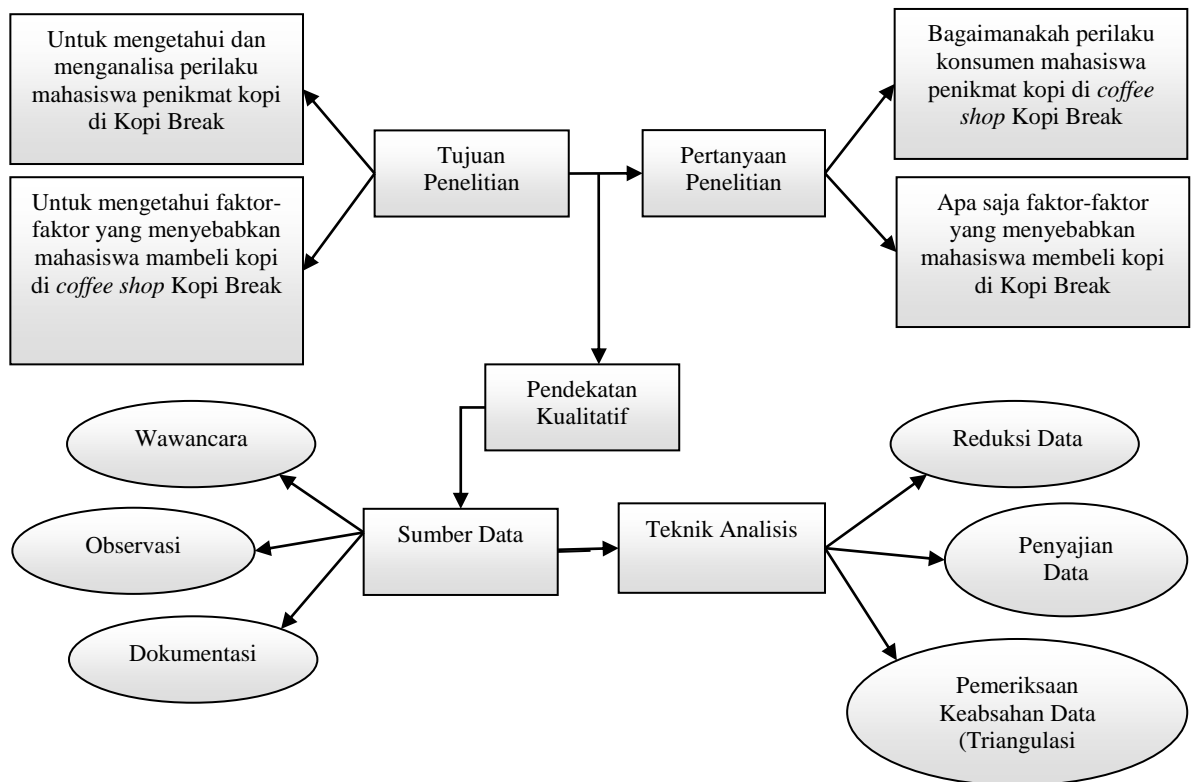 Untuk mengetahui dan
menganalisa perilaku
mahasiswa penikmat kopi
di Kopi Break
Bagaimanakah perilaku
konsumen mahasiswa
penikmat kopi di coffee
shop Kopi Break
Tujuan
Penelitian
Pertanyaan
Penelitian
Untuk mengetahui faktor-
faktor yang menyebabkan
mahasiswa mambeli kopi
di coffee shop Kopi Break
Apa saja faktor-faktor
yang menyebabkan
mahasiswa membeli kopi
di Kopi Break
Pendekatan
Kualitatif
Wawancara
Observasi
Dokumentasi
Sumber Data
Teknik Analisis
Reduksi Data
Penyajian
Data
Pemeriksaan
Keabsahan Data
(Triangulasi